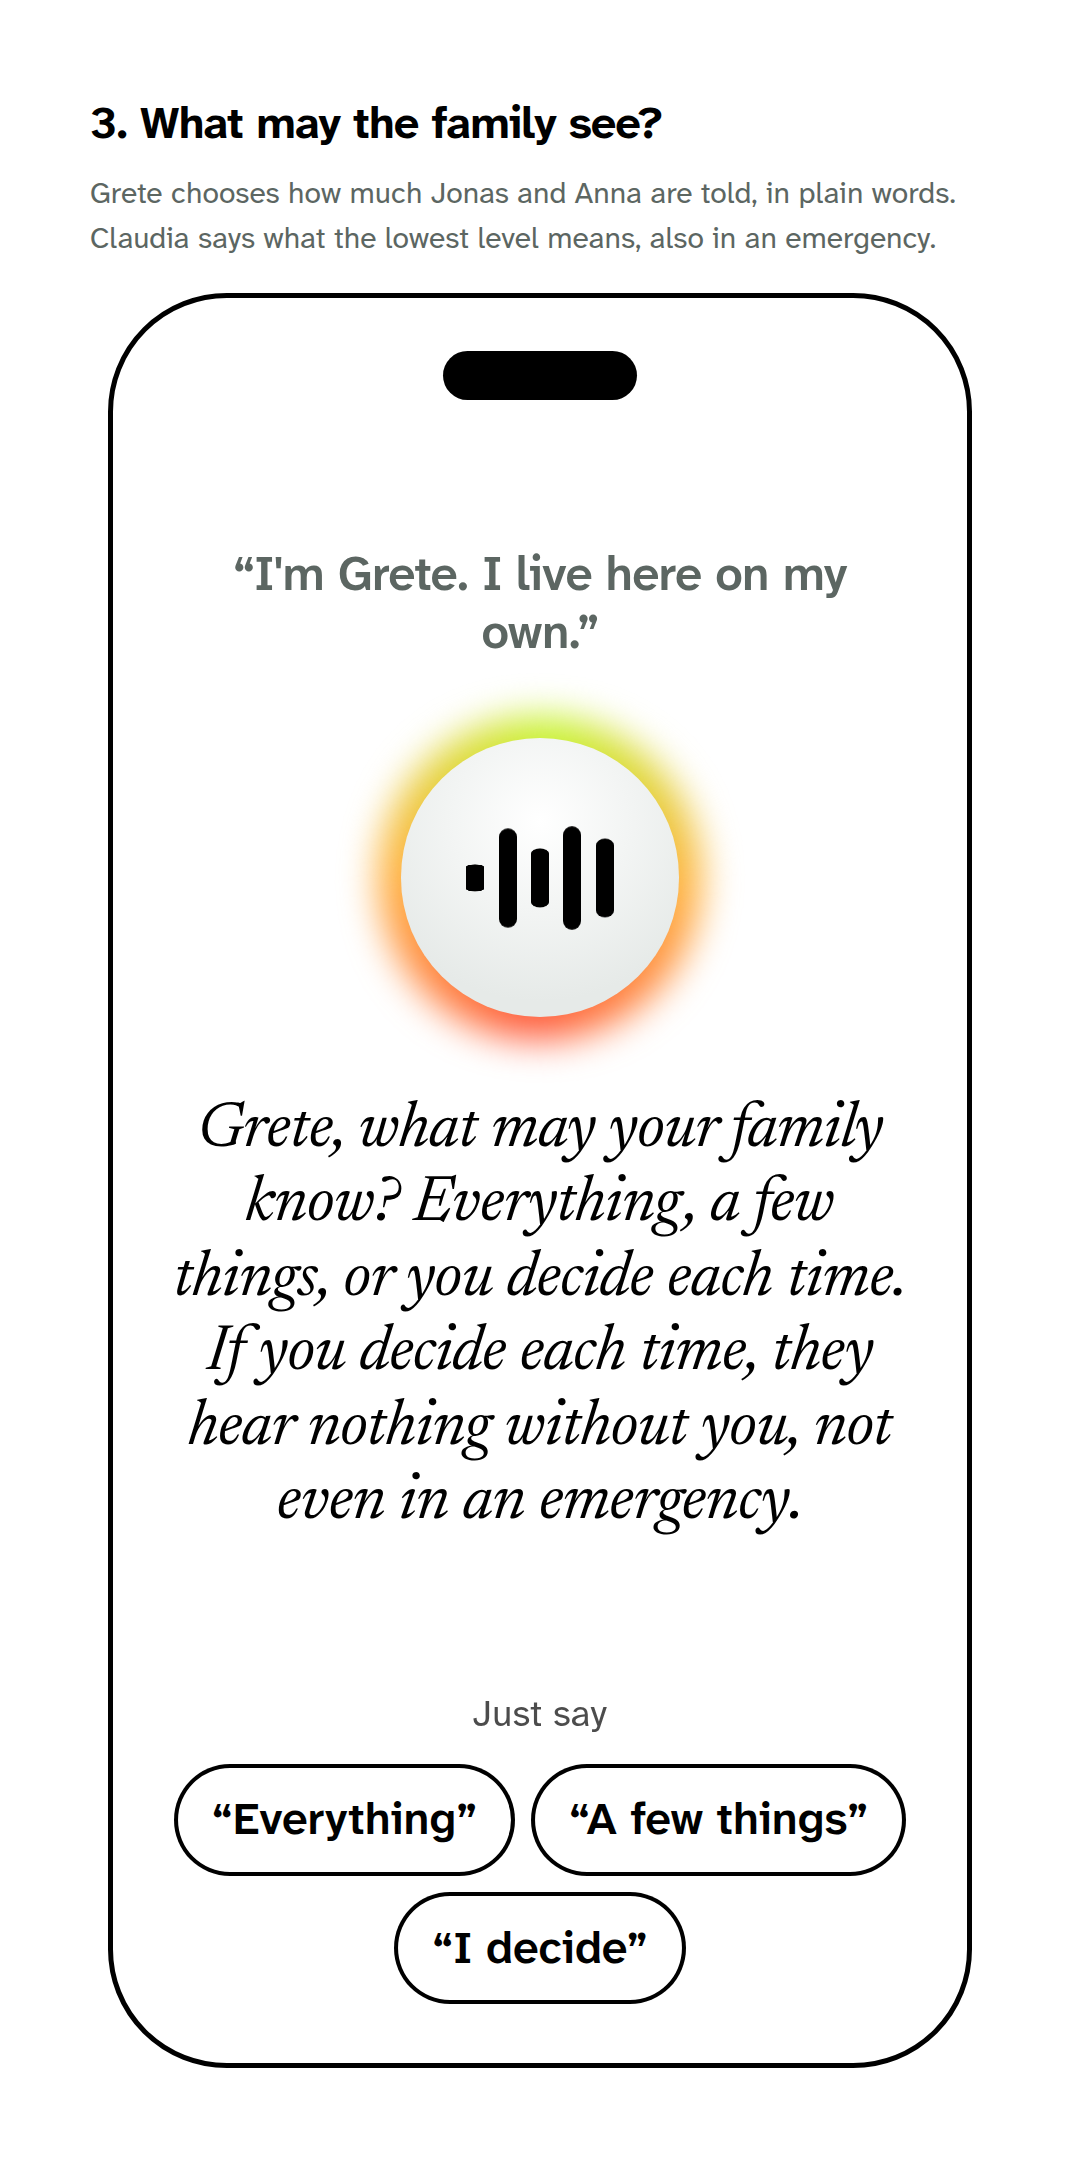 3. What may the family see?
Grete chooses how much Jonas and Anna are told, in plain words.
Claudia says what the lowest level means, also in an emergency.
“I'm Grete. I live here on my
own.”
Grete, what may your family
know? Everything, a few
things, or you decide each time.
If you decide each time, they
hear nothing without you, not
even in an emergency.
Just say
“Everything” “A few things”
“I decide”